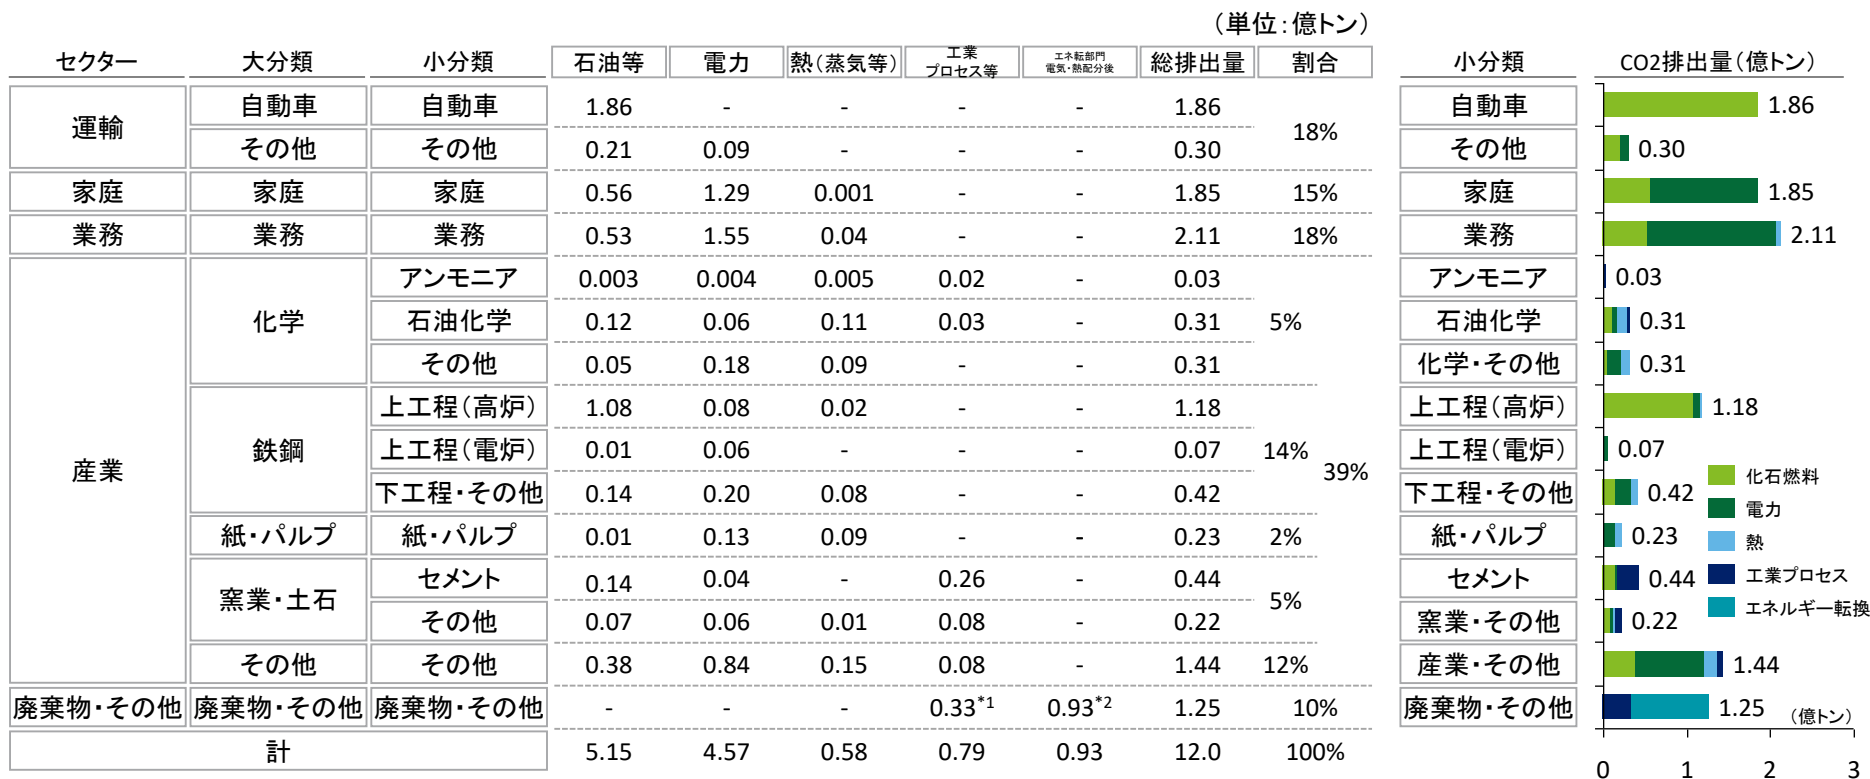 （単位：億トン）
セクター 大分類 小分類 石油等 電力 熱（蒸気等） 工業プロセス等 エネ転部門電気・熱配分後 総排出量 割合
運輸 自動車 自動車 1.86 - - - - 1.86 18%
その他 その他 0.21 0.09 - - - 0.30
家庭 家庭 家庭 0.56 1.29 0.001 - - 1.85 15%
業務 業務 業務 0.53 1.55 0.04 - - 2.11 18%
産業 化学 アンモニア 0.003 0.004 0.005 0.02 - 0.03 5% 39%
石油化学 0.12 0.06 0.11 0.03 - 0.31
その他 0.05 0.18 0.09 - - 0.31
鉄鋼 上工程（高炉） 1.08 0.08 0.02 - - 1.18 14%
上工程（電炉） 0.01 0.06 - - - 0.07
下工程・その他 0.14 0.20 0.08 - - 0.42
紙・パルプ 紙・パルプ 0.01 0.13 0.09 - - 0.23 2%
窯業・土石 セメント 0.14 0.04 - 0.26 - 0.44 5%
その他 0.07 0.06 0.01 0.08 - 0.22
その他 その他 0.38 0.84 0.15 0.08 - 1.44 12%
廃棄物・その他 廃棄物・その他 廃棄物・その他 - - - 0.33*1 0.93*2 1.25 10%
計 5.15 4.57 0.58 0.79 0.93 12.0 100%
小分類 CO2排出量（億トン）
自動車 1.86
その他 0.30
家庭 1.85
業務 2.11
アンモニア 0.03
石油化学 0.31
化学・その他 0.31
上工程（高炉） 1.18
上工程（電炉） 0.07
下工程・その他 0.42
紙・パルプ 0.23
セメント 0.44
窯業・その他 0.22
産業・その他 1.44
廃棄物・その他 1.25
化石燃料
電力
熱
工業プロセス
エネルギー転換
（億トン）
0 1 2 3